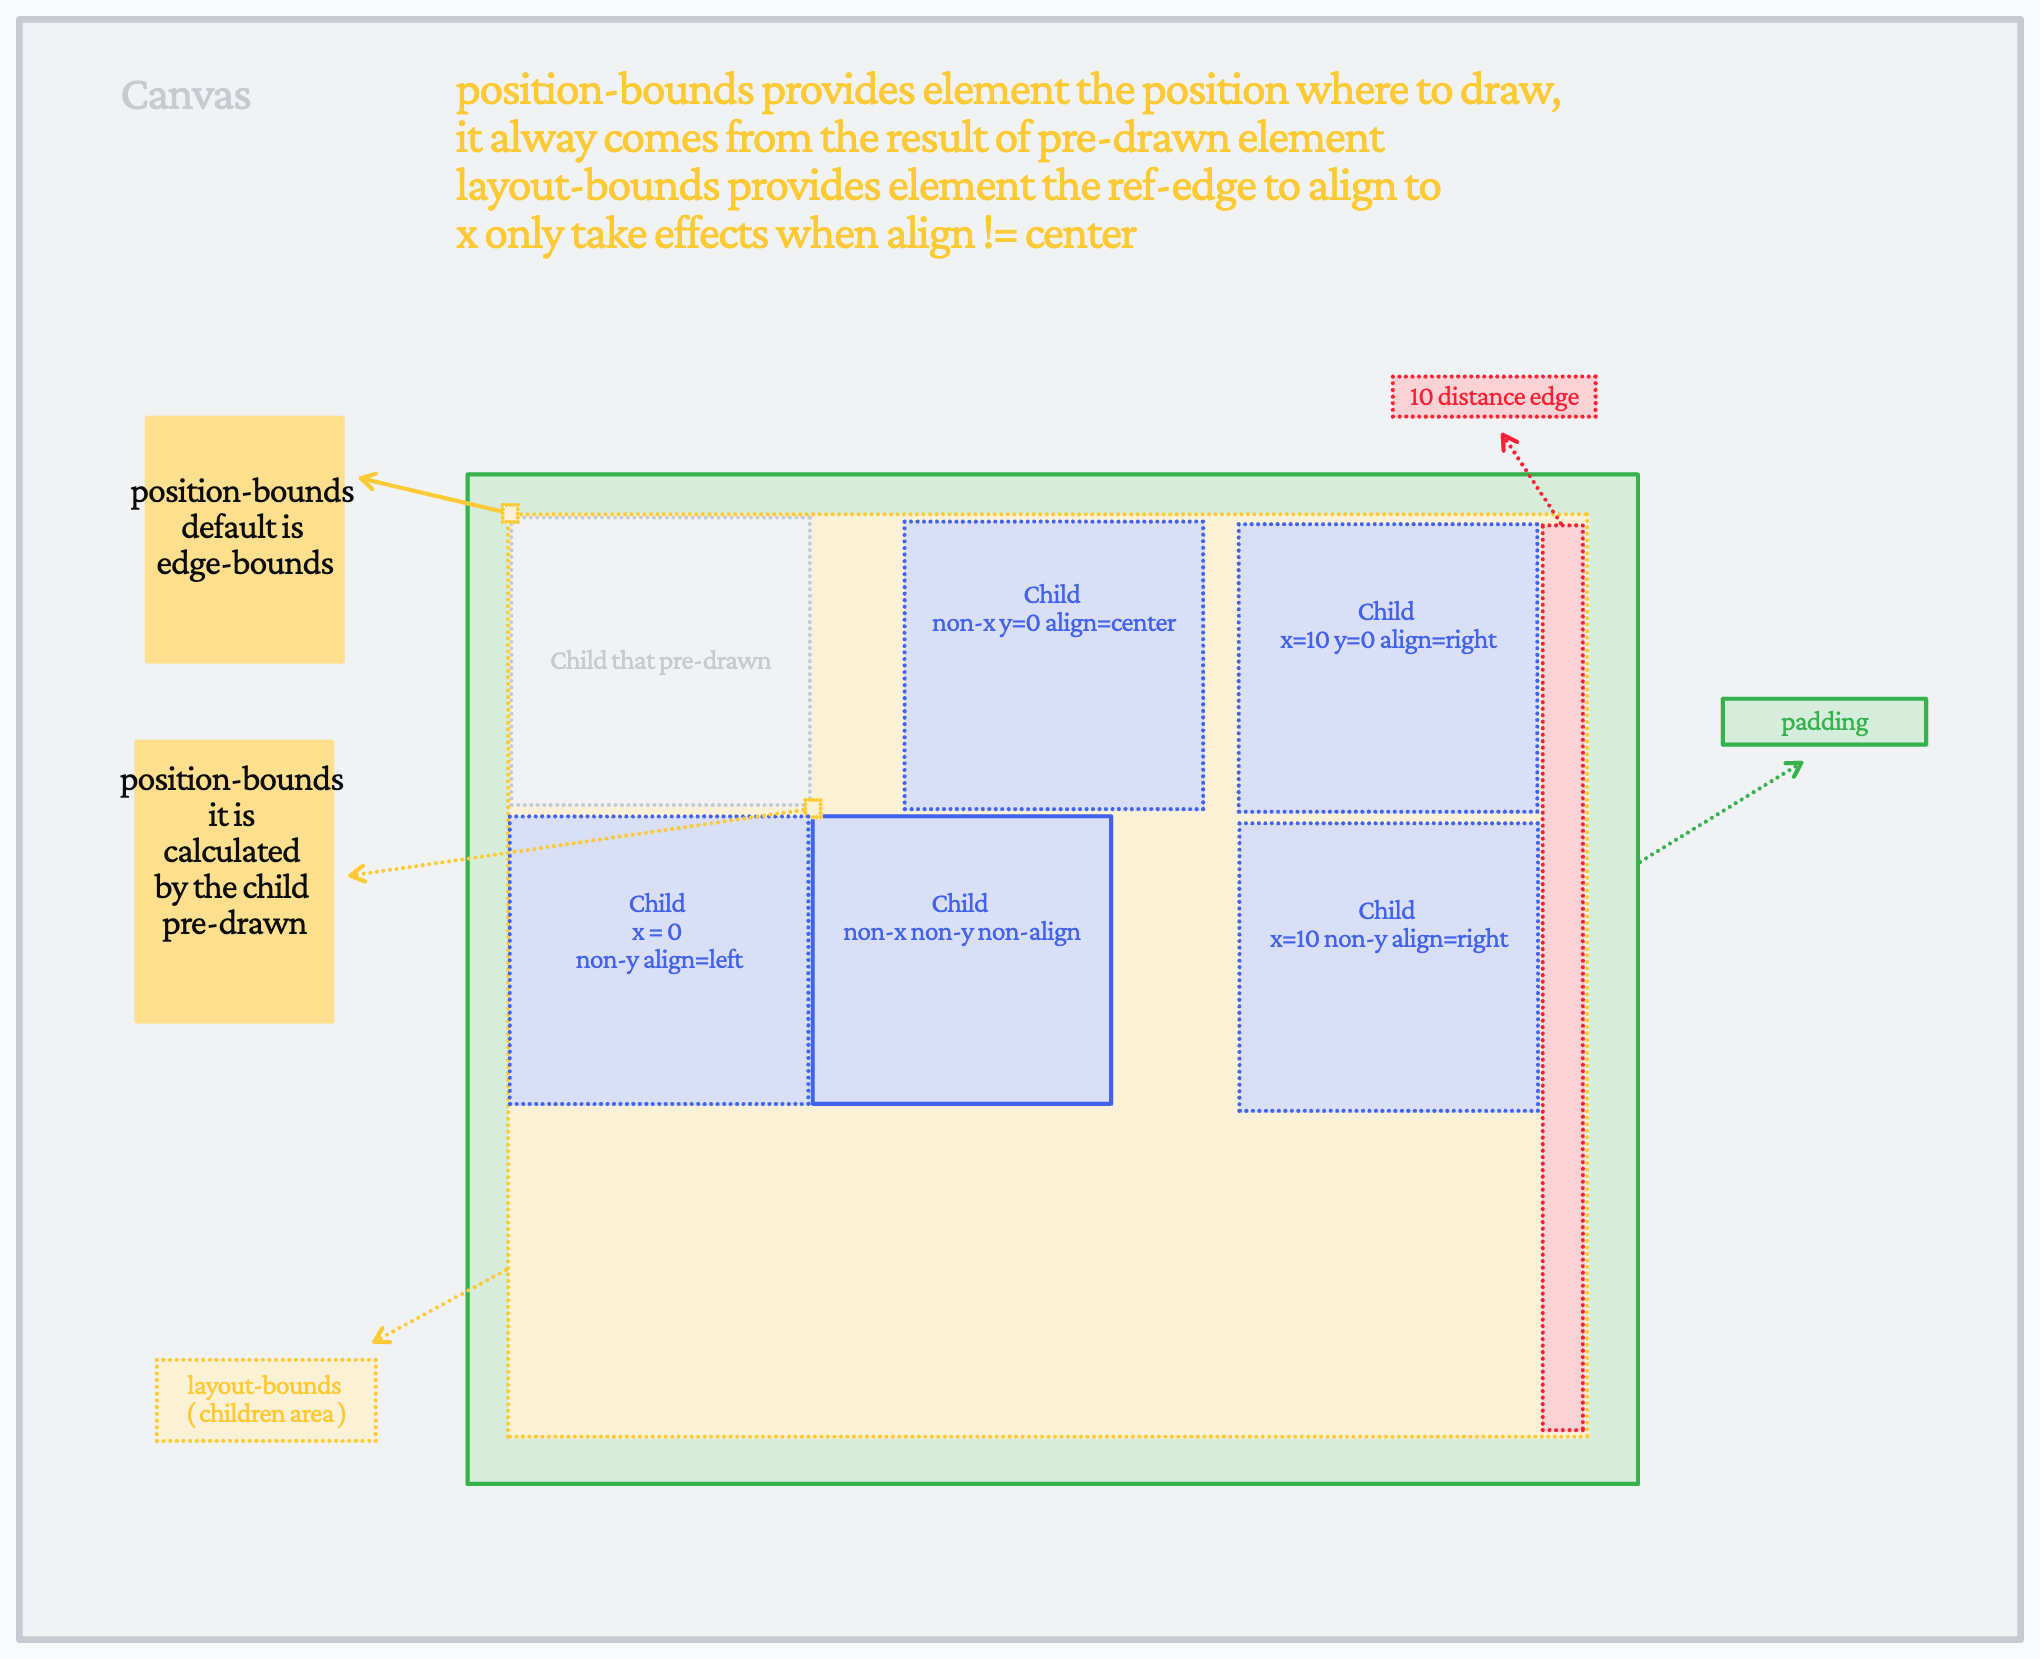 Canvas
position-bounds provides element the position where to draw,
it alway comes from the result of pre-drawn element
layout-bounds provides element the ref-edge to align to
x only take effects when align != center
10 distance edge
position-bounds
default is
edge-bounds
Child that pre-drawn
Child
non-x y=0 align=center
Child
x=10 y=0 align=right
padding
position-bounds
it is
calculated
by the child
pre-drawn
Child
x = 0
non-y align=left
Child
non-x non-y non-align
Child
x=10 non-y align=right
layout-bounds
( children area )